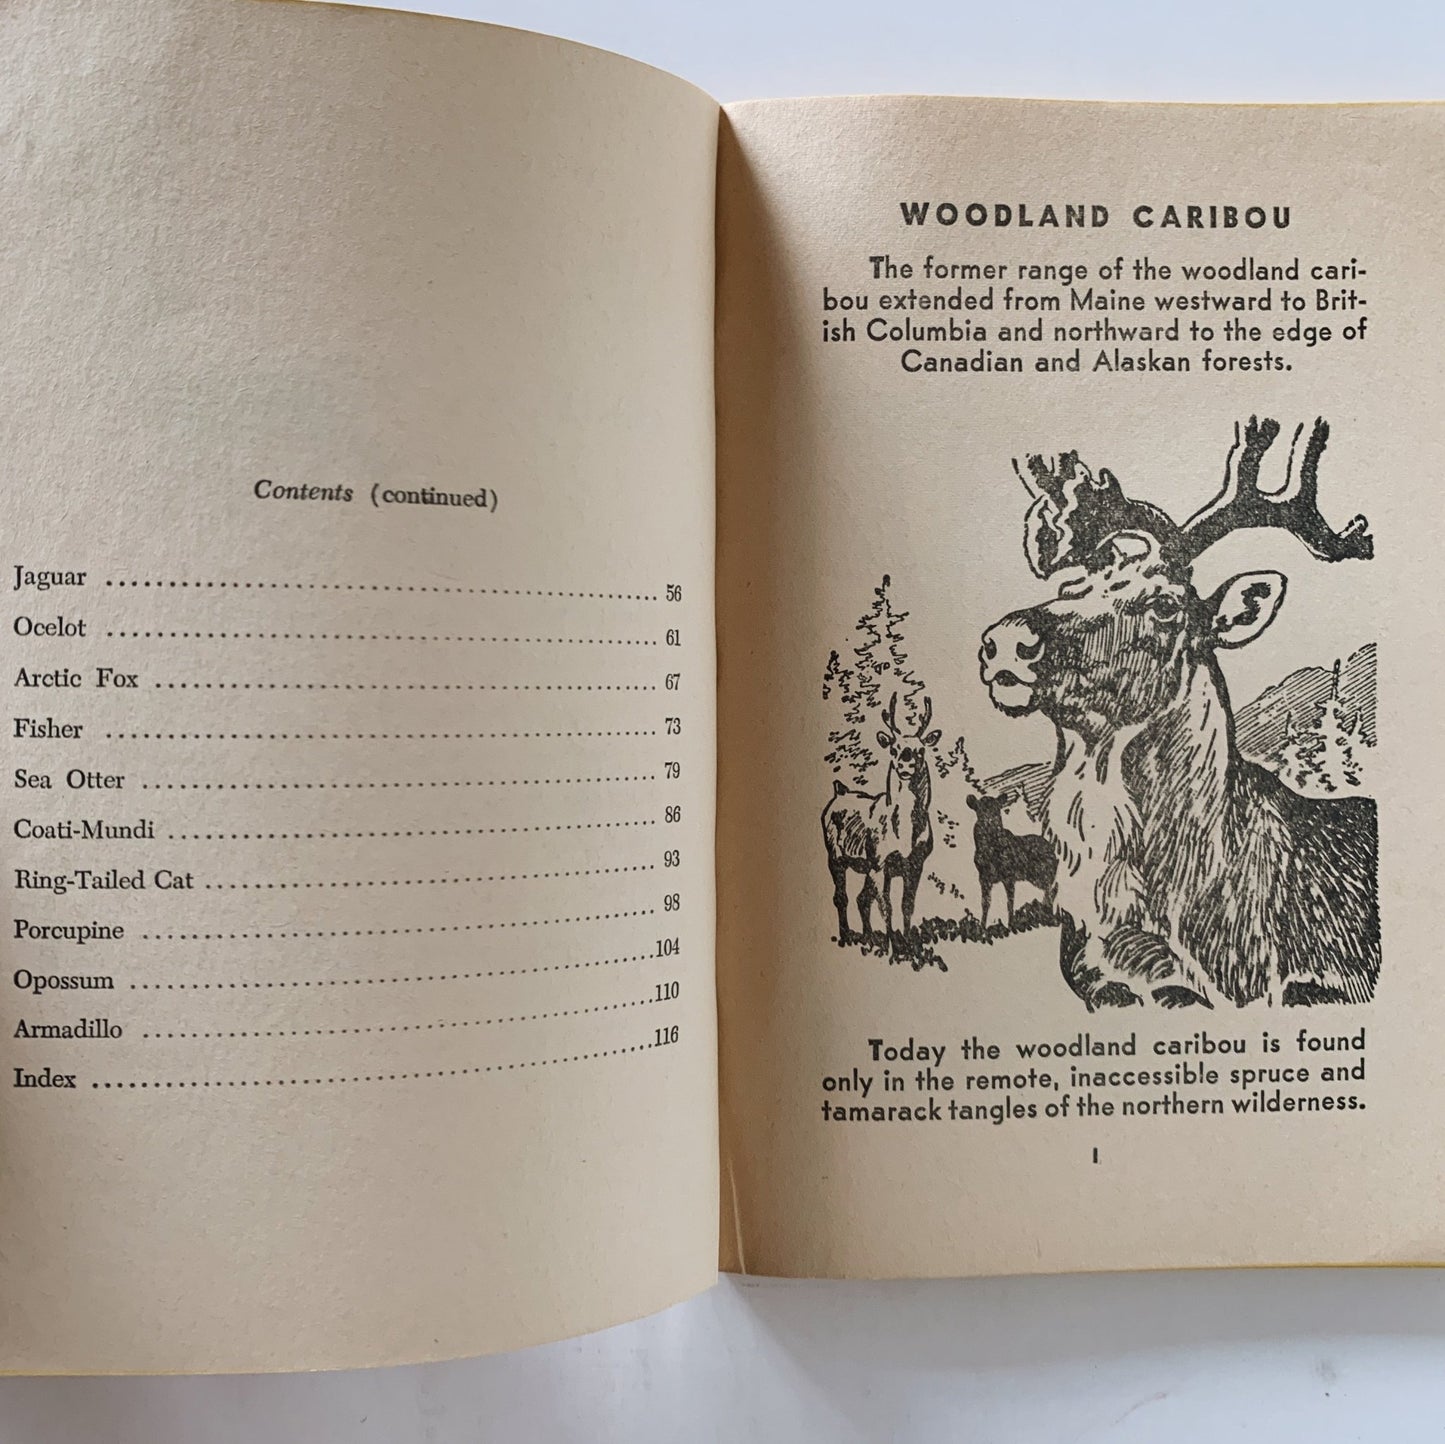 Contents (continued)
Jaguar ........................................ 56
Ocelot ........................................ 61
Arctic Fox ........................................ 67
Fisher ........................................ 73
Sea Otter ........................................ 79
Coati-Mundi ........................................ 86
Ring-Tailed Cat ........................................ 93
Porcupine ........................................ 98
Opossum ........................................ 104
Armadillo ........................................ 110
Index ........................................ 116
WOODLAND CARIBOU
The former range of the woodland cari-
bou extended from Maine westward to Brit-
ish Columbia and northward to the edge of
Canadian and Alaskan forests.
Today the woodland caribou is found
only in the remote, inaccessible spruce and
tamarack tangles of the northern wilderness.
1